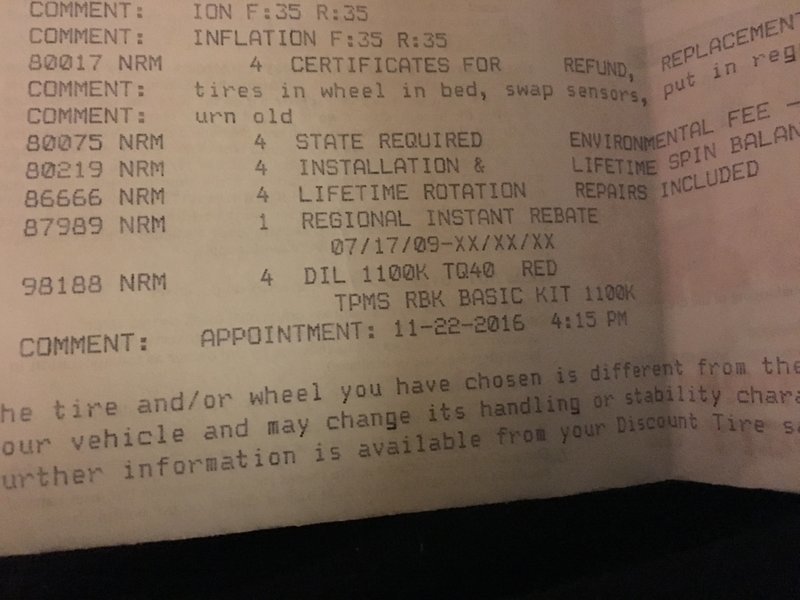 COMMENT: ION F:35 R:35
COMMENT: INFLATION F:35 R:35
80017 NRM 4 CERTIFICATES FOR REFUND, REPLACEMENT
COMMENT: tires in wheel in bed, swap sensors, put in reg
COMMENT: urn old
80075 NRM 4 STATE REQUIRED ENVIRONMENTAL FEE -
80219 NRM 4 INSTALLATION & LIFETIME SPIN BALAN
86666 NRM 4 LIFETIME ROTATION REPAIRS INCLUDED
87989 NRM 1 REGIONAL INSTANT REBATE
07/17/09-XX/XX/XX
98188 NRM 4 DIL 1100K TQ40 RED
TPMS RBK BASIC KIT 1100K
COMMENT: APPOINTMENT: 11-22-2016 4:15 PM
he tire and/or wheel you have chosen is different from the
our vehicle and may change its handling or stability chara
urther information is available from your Discount Tire sa